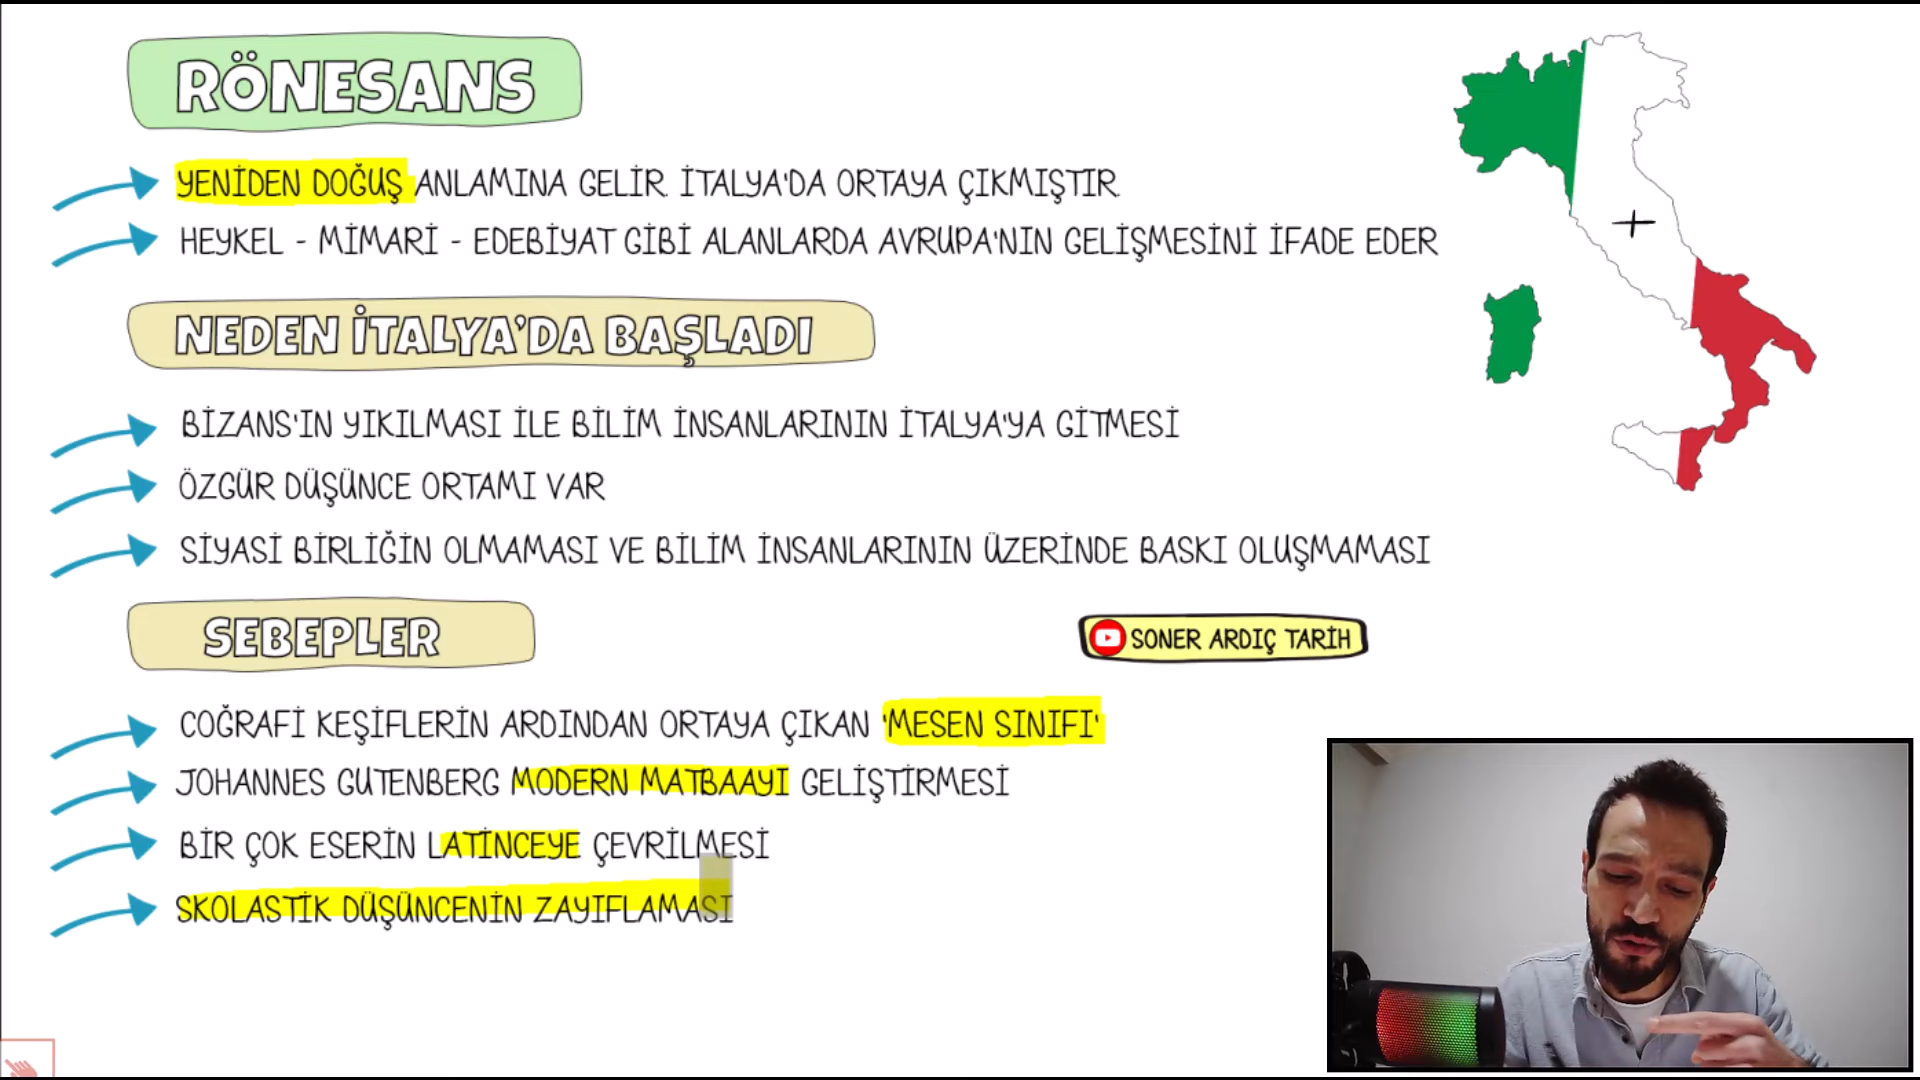 RÖNESANS
YENİDEN DOĞUŞ ANLAMINA GELİR. İTALYA'DA ORTAYA ÇIKMIŞTIR.
HEYKEL - MİMARİ - EDEBİYAT GİBİ ALANLARDA AVRUPA'NIN GELİŞMESİNİ İFADE EDER
NEDEN İTALYA'DA BAŞLADI
BİZANS'IN YIKILMASI İLE BİLİM İNSANLARININ İTALYA'YA GİTMESİ
ÖZGÜR DÜŞÜNCE ORTAMI VAR
SİYASİ BİRLİĞİN OLMAMASI VE BİLİM İNSANLARININ ÜZERİNDE BASKI OLUŞMAMASI
SEBEPLER
SONER ARDIÇ TARİH
COĞRAFİ KEŞİFLERİN ARDINDAN ORTAYA ÇIKAN 'MESEN SINIFI'
JOHANNES GUTENBERG MODERN MATBAAYI GELİŞTİRMESİ
BİR ÇOK ESERİN LATİNCEYE ÇEVRİLMESİ
SKOLASTİK DÜŞÜNCENİN ZAYIFLAMASI